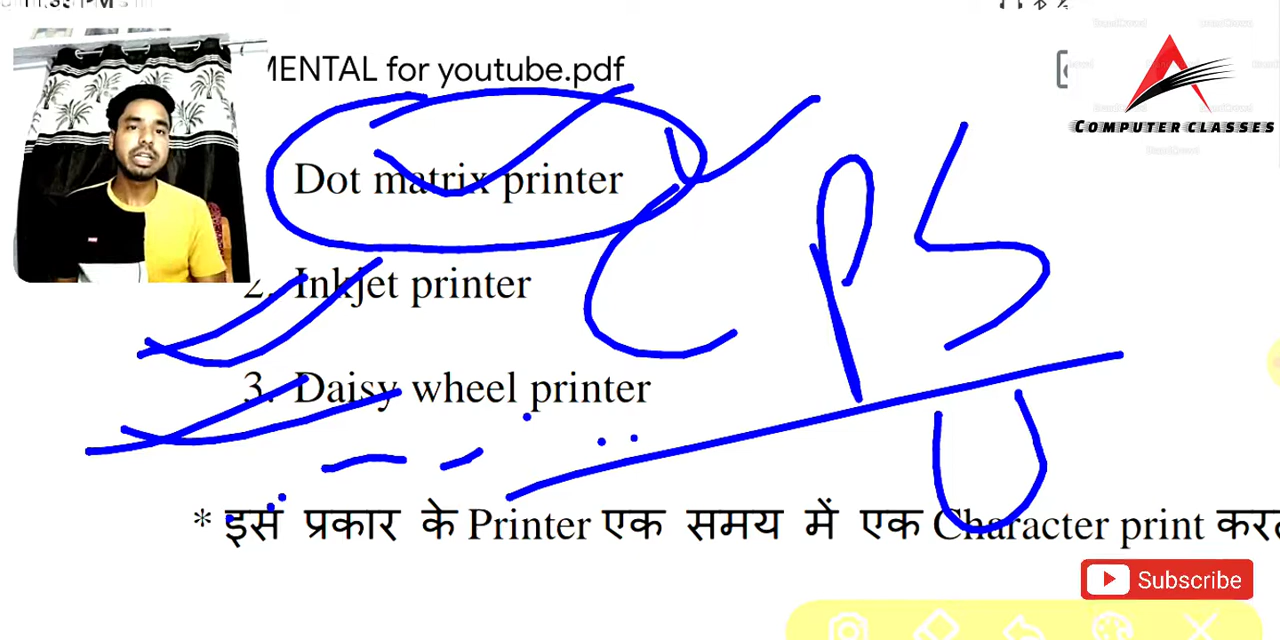 MENTAL for youtube.pdf
COMPUTER CLASSES
Dot matrix printer
CPS
2. Inkjet printer
3. Daisy wheel printer
* इस प्रकार के Printer एक समय में एक Character print
Subscribe